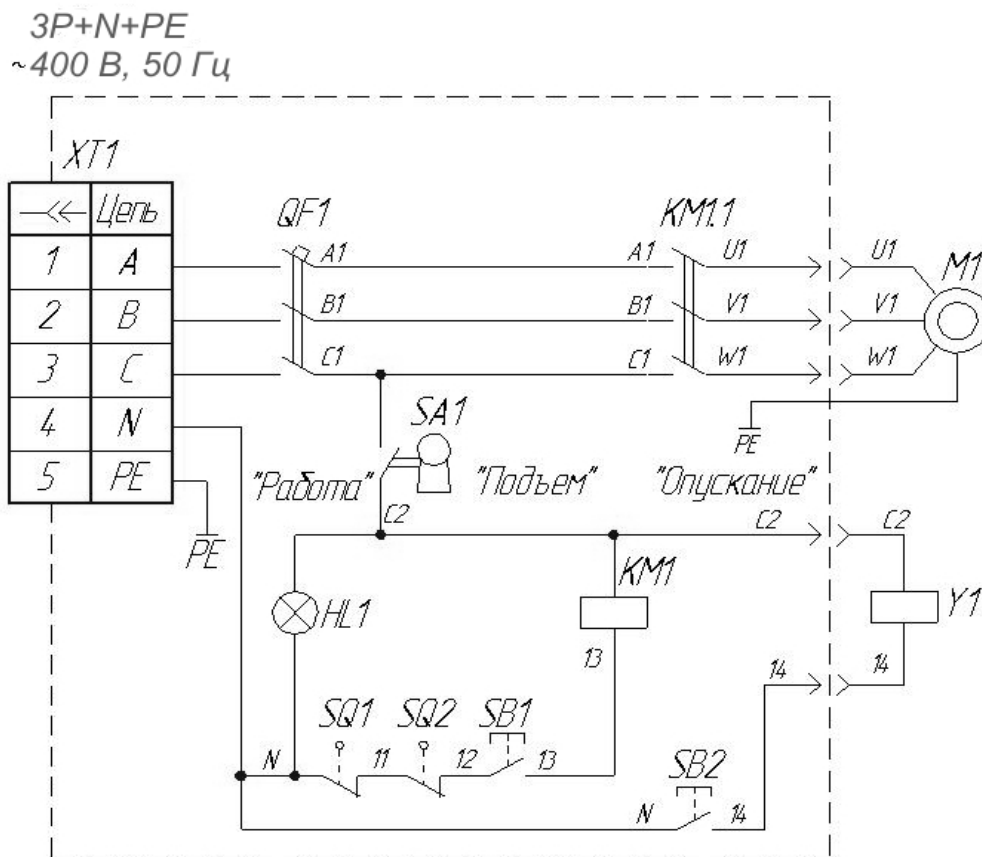 3P+N+PE
~400 В, 50 Гц
XT1
Цепь
1 A
2 B
3 C
4 N
5 PE
QF1
KM1.1
A1 A1 U1 U1
M1
B1 B1 V1 V1
C1 C1 W1 W1
PE
SA1
"Работа" "Подъем" "Опускание"
PE
C2 C2 C2
KM1
HL1
Y1
13
14 14
SQ1 SQ2 SB1
N 11 12 13
SB2
N 14